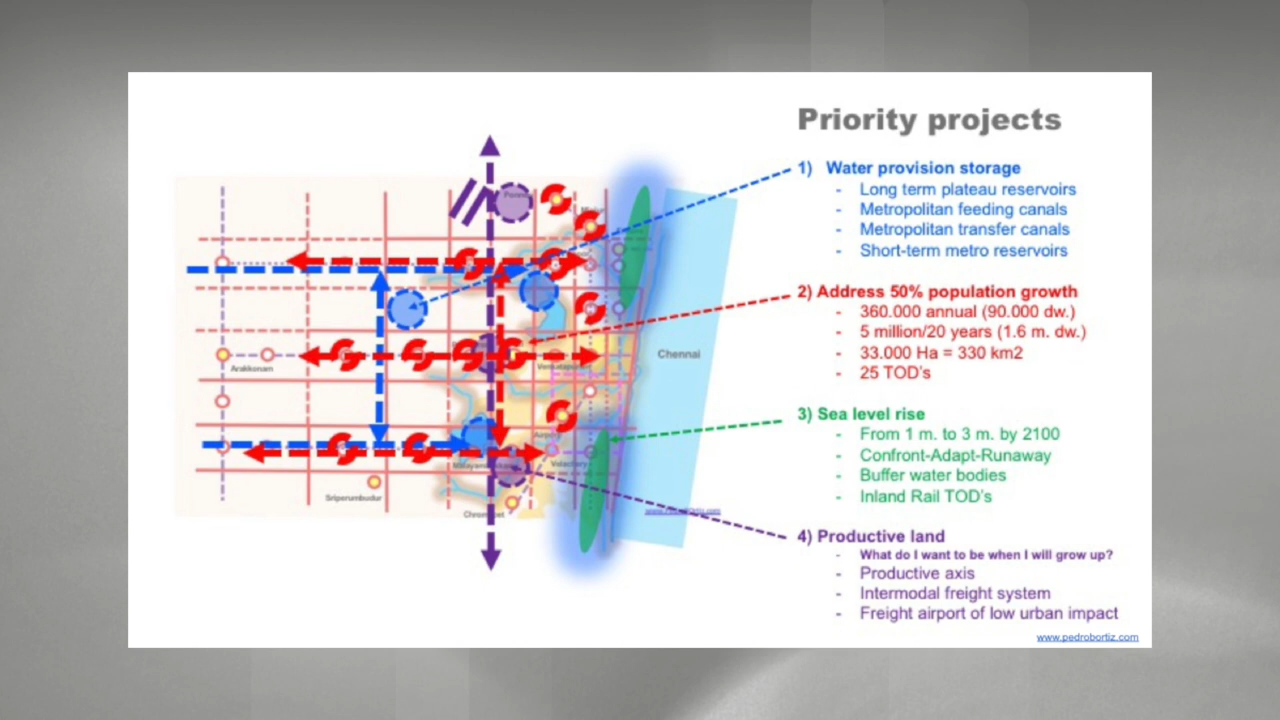 Priority projects
1) Water provision storage
- Long term plateau reservoirs
- Metropolitan feeding canals
- Metropolitan transfer canals
- Short-term metro reservoirs
2) Address 50% population growth
- 360.000 annual (90.000 dw.)
- 5 million/20 years (1.6 m. dw.)
- 33.000 Ha = 330 km2
- 25 TOD's
3) Sea level rise
- From 1 m. to 3 m. by 2100
- Confront-Adapt-Runaway
- Buffer water bodies
- Inland Rail TOD's
4) Productive land
- What do I want to be when I will grow up?
- Productive axis
- Intermodal freight system
- Freight airport of low urban impact
www.pedrobortiz.com
Chennai
Arakkonam
Airport
Velachery
Sriperumbudur